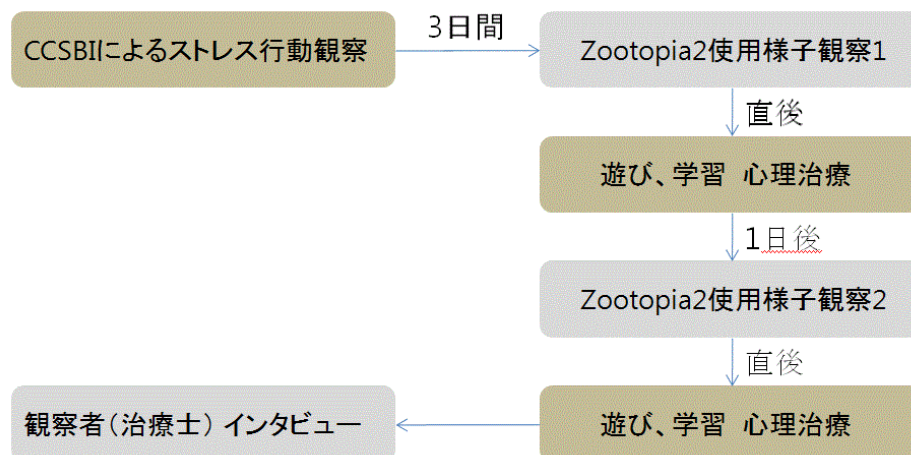 CCSBIによるストレス行動観察
3日間
Zootopia2使用様子観察1
直後
遊び、学習 心理治療
1日後
Zootopia2使用様子観察2
直後
遊び、学習 心理治療
観察者(治療士) インタビュー